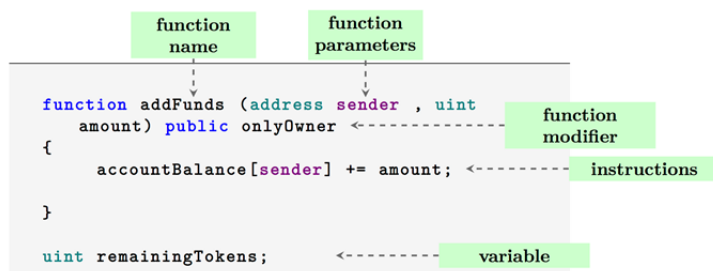 function
name
function
parameters
function addFunds (address sender , uint
amount) public onlyOwner
function
modifier
{
accountBalance[sender] += amount;
instructions
}
uint remainingTokens;
variable